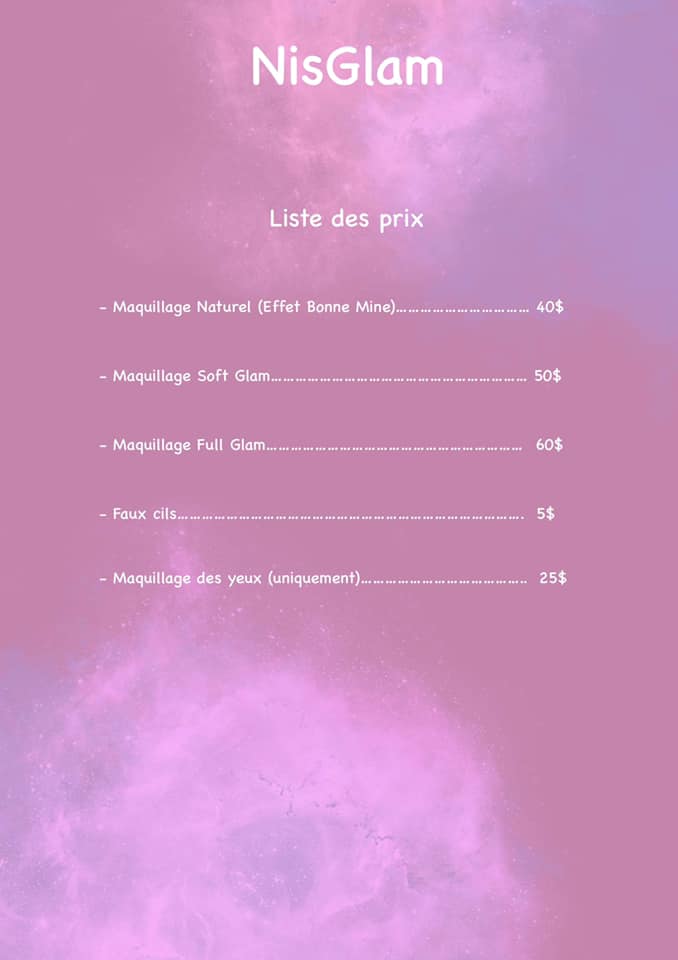 NisGlam
Liste des prix
- Maquillage Naturel (Effet Bonne Mine)………………………… 40$
- Maquillage Soft Glam………………………………………………… 50$
- Maquillage Full Glam………………………………………………… 60$
- Faux cils…………………………………………………………………. 5$
- Maquillage des yeux (uniquement)……………………………….. 25$